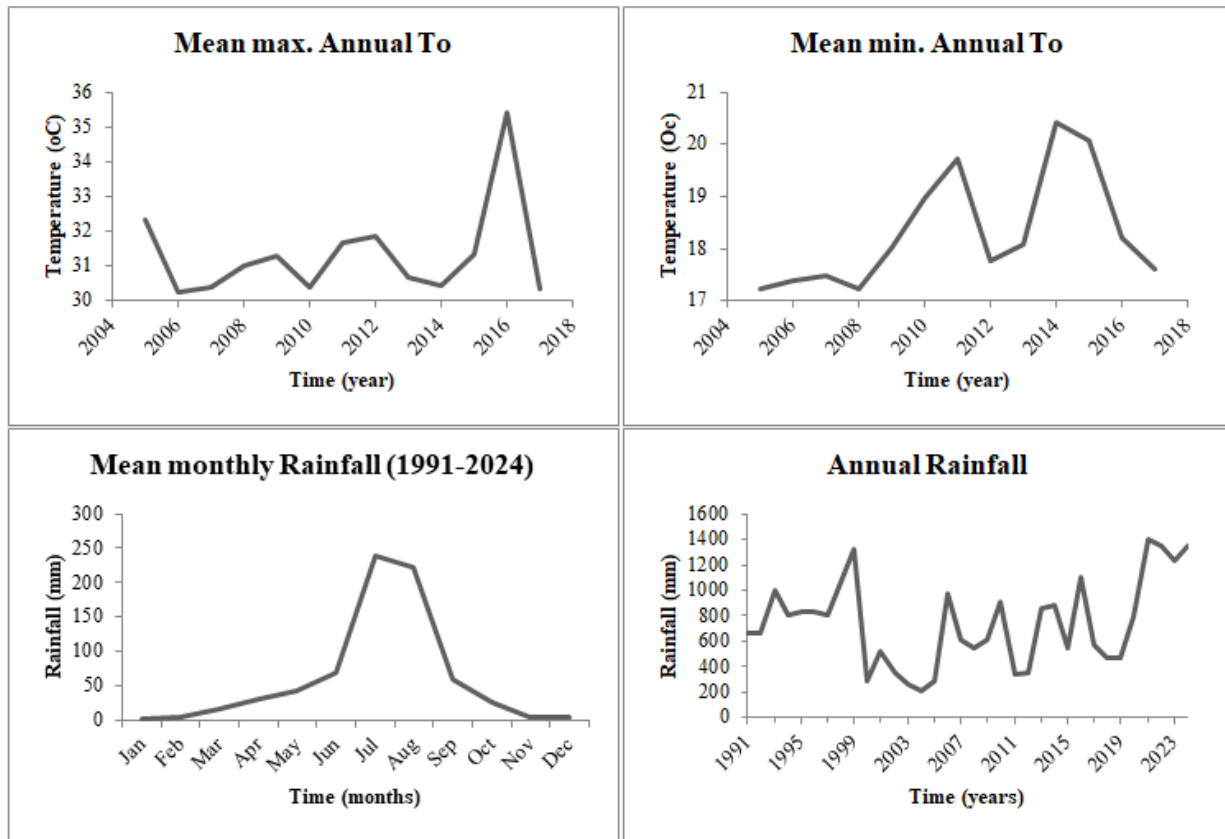 Mean max. Annual To
Temperature (oC)
36
35
34
33
32
31
30
2004
2006
2008
2010
2012
2014
2016
2018
Time (year)
Mean min. Annual To
Temperature (Oc)
21
20
19
18
17
2004
2006
2008
2010
2012
2014
2016
2018
Time (year)
Mean monthly Rainfall (1991-2024)
Rainfall (mm)
300
250
200
150
100
50
0
Jan
Feb
Mar
Apr
May
Jun
Jul
Aug
Sep
Oct
Nov
Dec
Time (months)
Annual Rainfall
Rainfall (mm)
1600
1400
1200
1000
800
600
400
200
0
1991
1995
1999
2003
2007
2011
2015
2019
2023
Time (years)